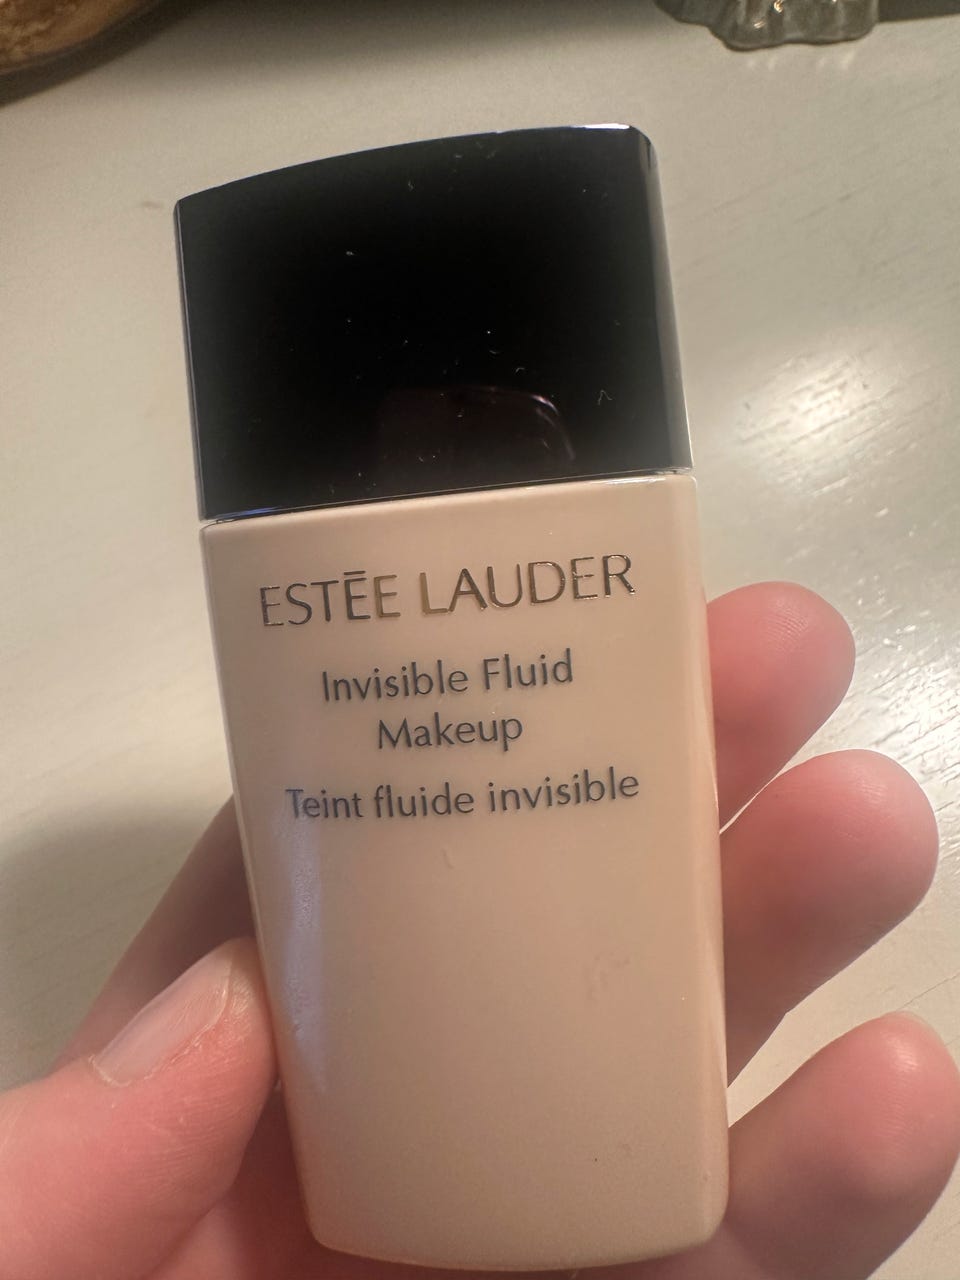 ESTĒE LAUDER
Invisible Fluid
Makeup
Teint fluide invisible